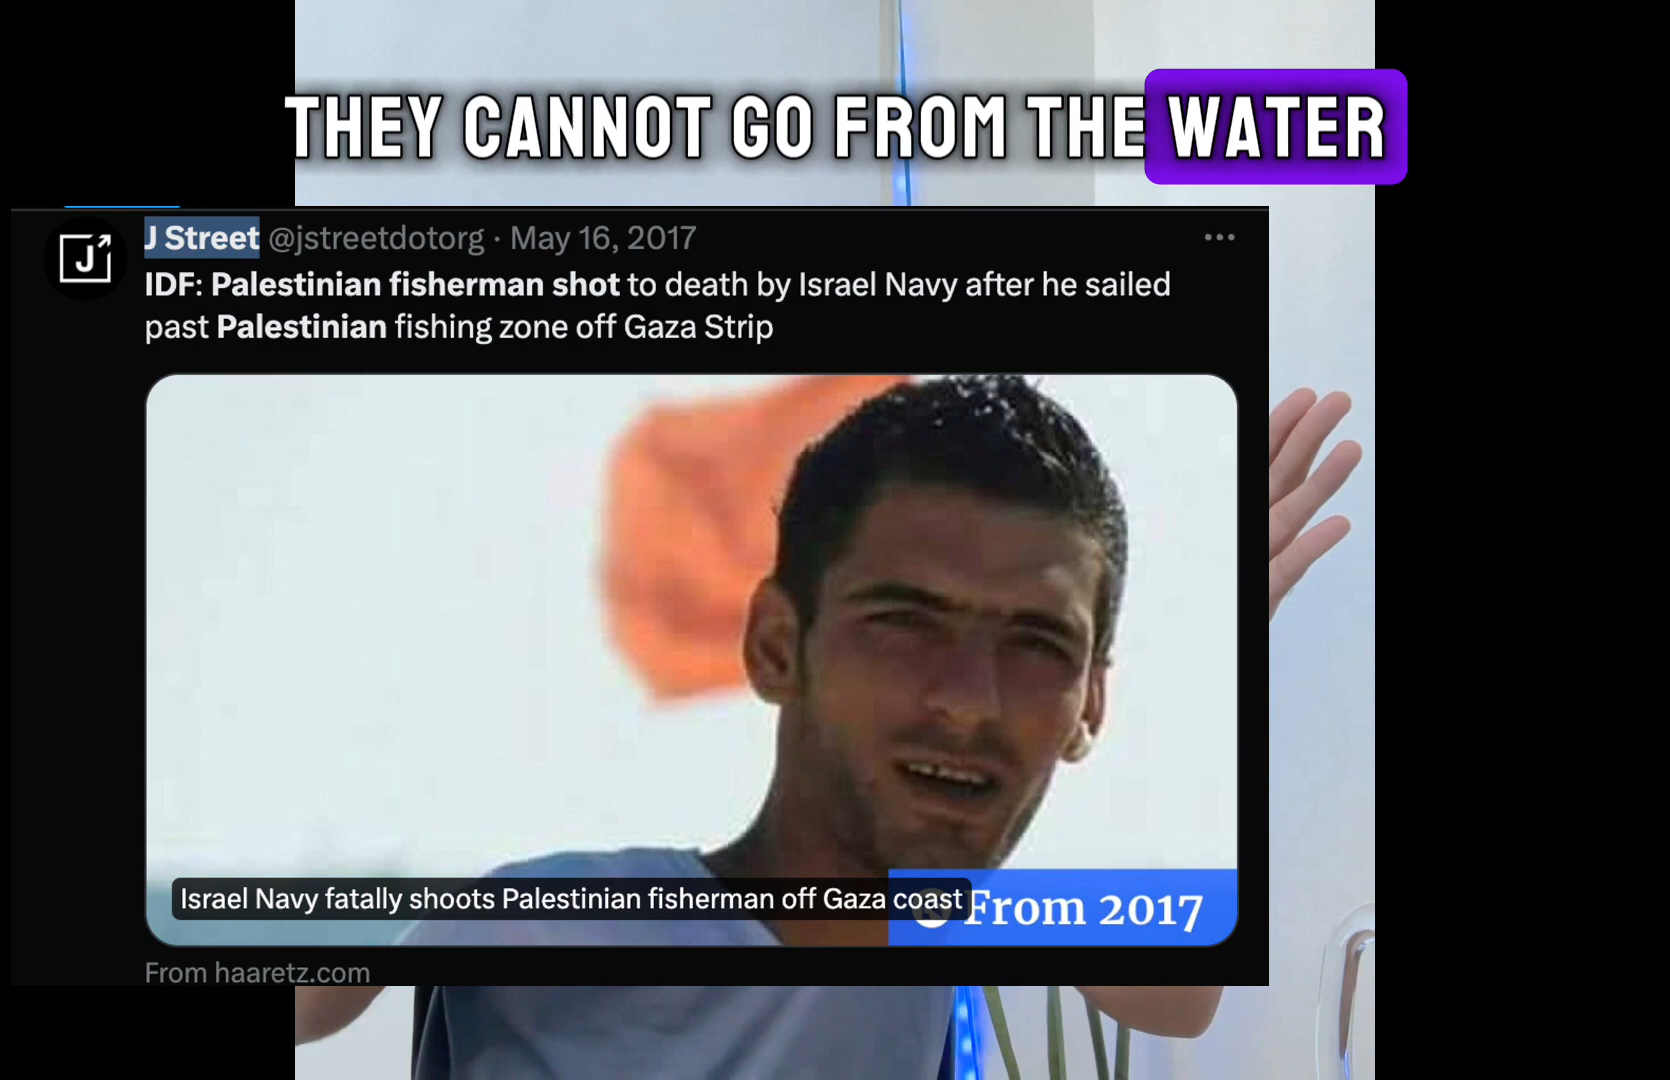 THEY CANNOT GO FROM THE WATER
J Street @jstreetdotorg · May 16, 2017
IDF: Palestinian fisherman shot to death by Israel Navy after he sailed
past Palestinian fishing zone off Gaza Strip
Israel Navy fatally shoots Palestinian fisherman off Gaza coast
From 2017
From haaretz.com